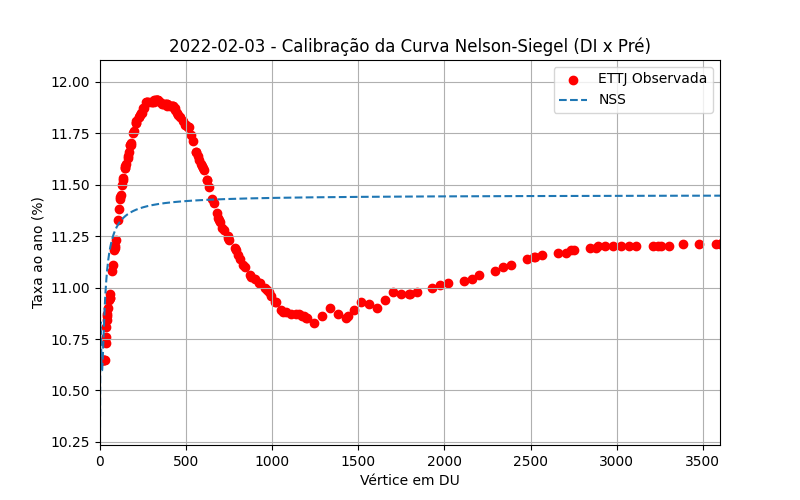 2022-02-03 - Calibração da Curva Nelson-Siegel (DI x Pré)
ETTJ Observada
NSS
Taxa ao ano (%)
12.00
11.75
11.50
11.25
11.00
10.75
10.50
10.25
0 500 1000 1500 2000 2500 3000 3500
Vértice em DU